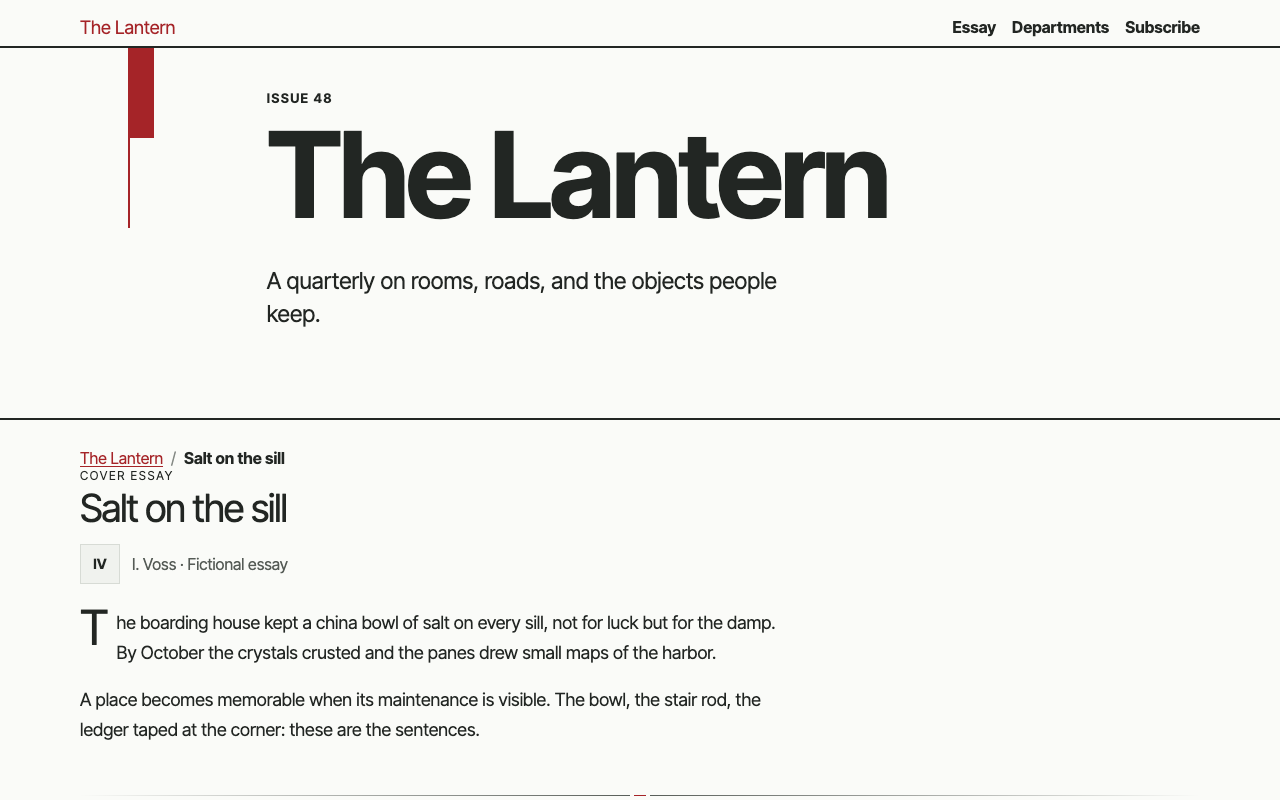 The Lantern
Essay Departments Subscribe
ISSUE 48
The Lantern
A quarterly on rooms, roads, and the objects people
keep.
The Lantern / Salt on the sill
COVER ESSAY
Salt on the sill
IV
I. Voss · Fictional essay
The boarding house kept a china bowl of salt on every sill, not for luck but for the damp.
By October the crystals crusted and the panes drew small maps of the harbor.
A place becomes memorable when its maintenance is visible. The bowl, the stair rod, the
ledger taped at the corner: these are the sentences.